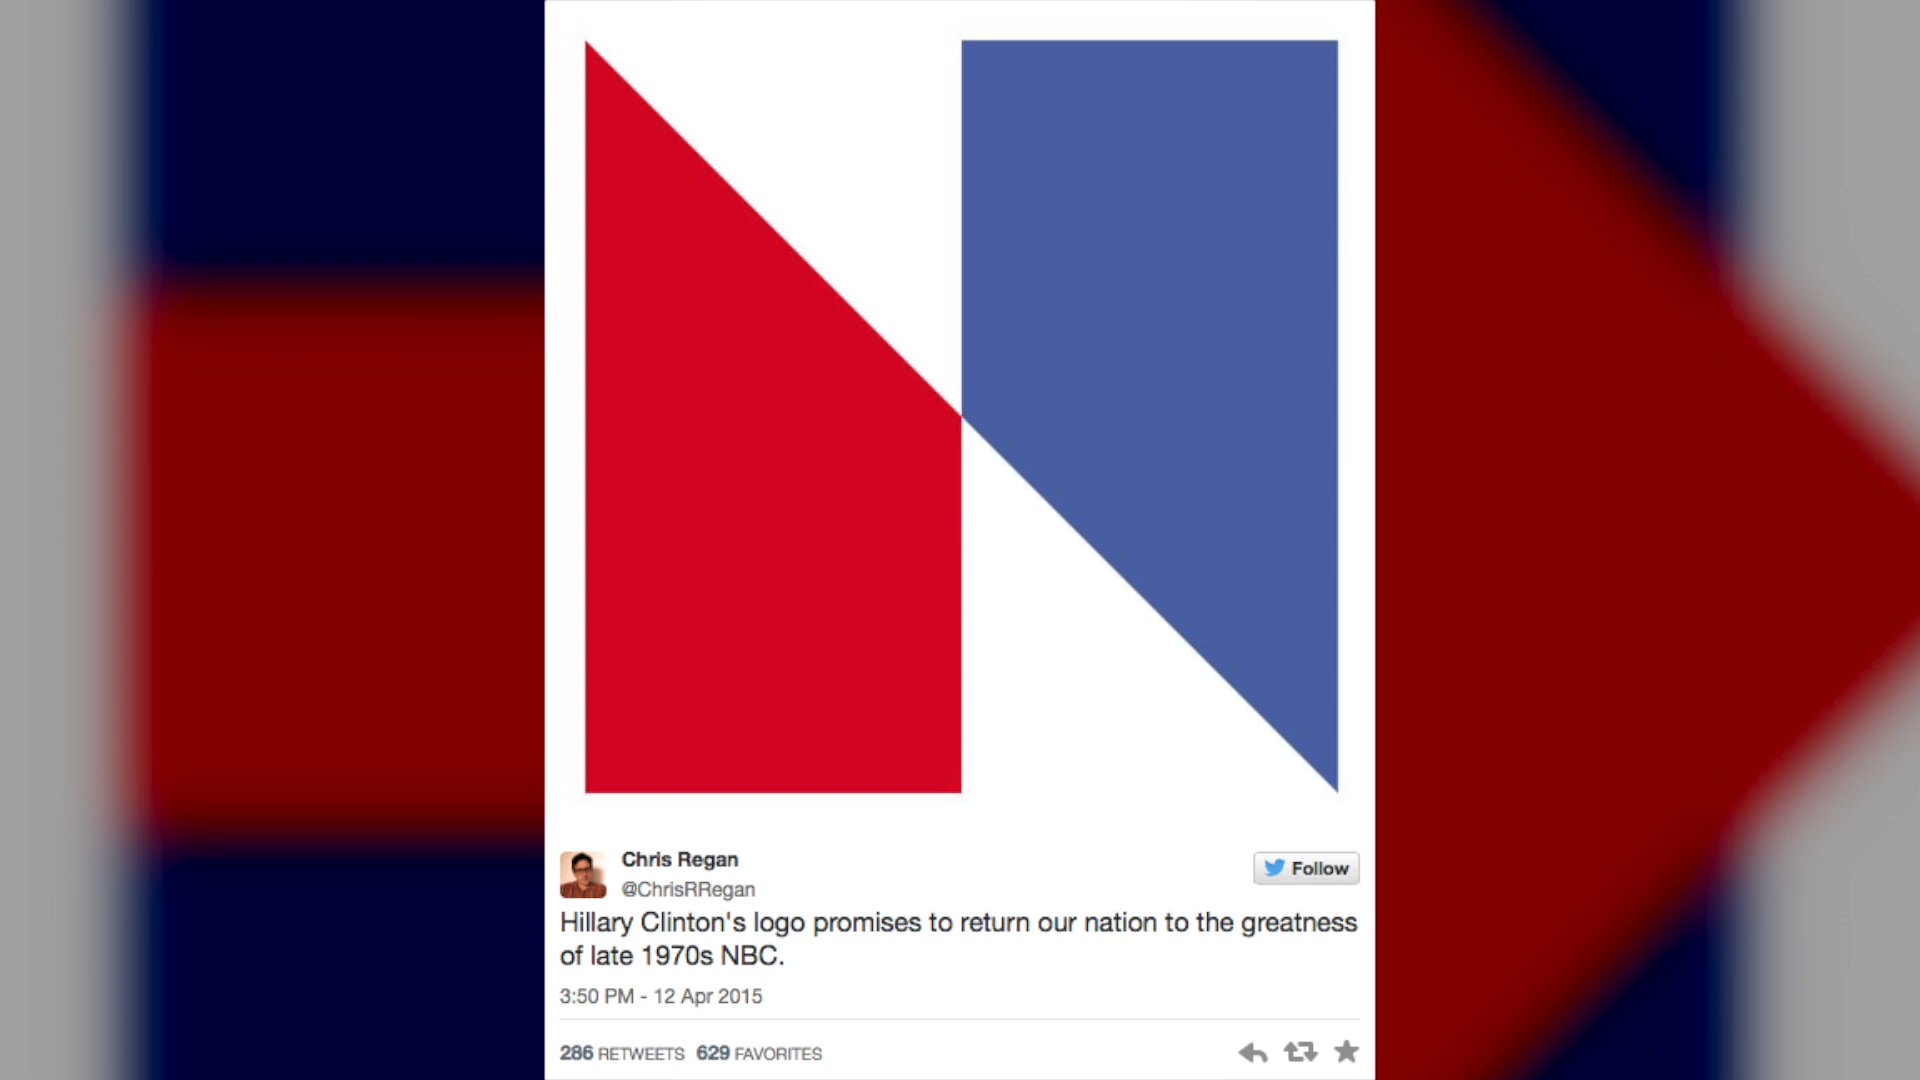 Chris Regan
@ChrisRRegan
Follow
Hillary Clinton's logo promises to return our nation to the greatness
of late 1970s NBC.
3:50 PM - 12 Apr 2015
286 RETWEETS 629 FAVORITES